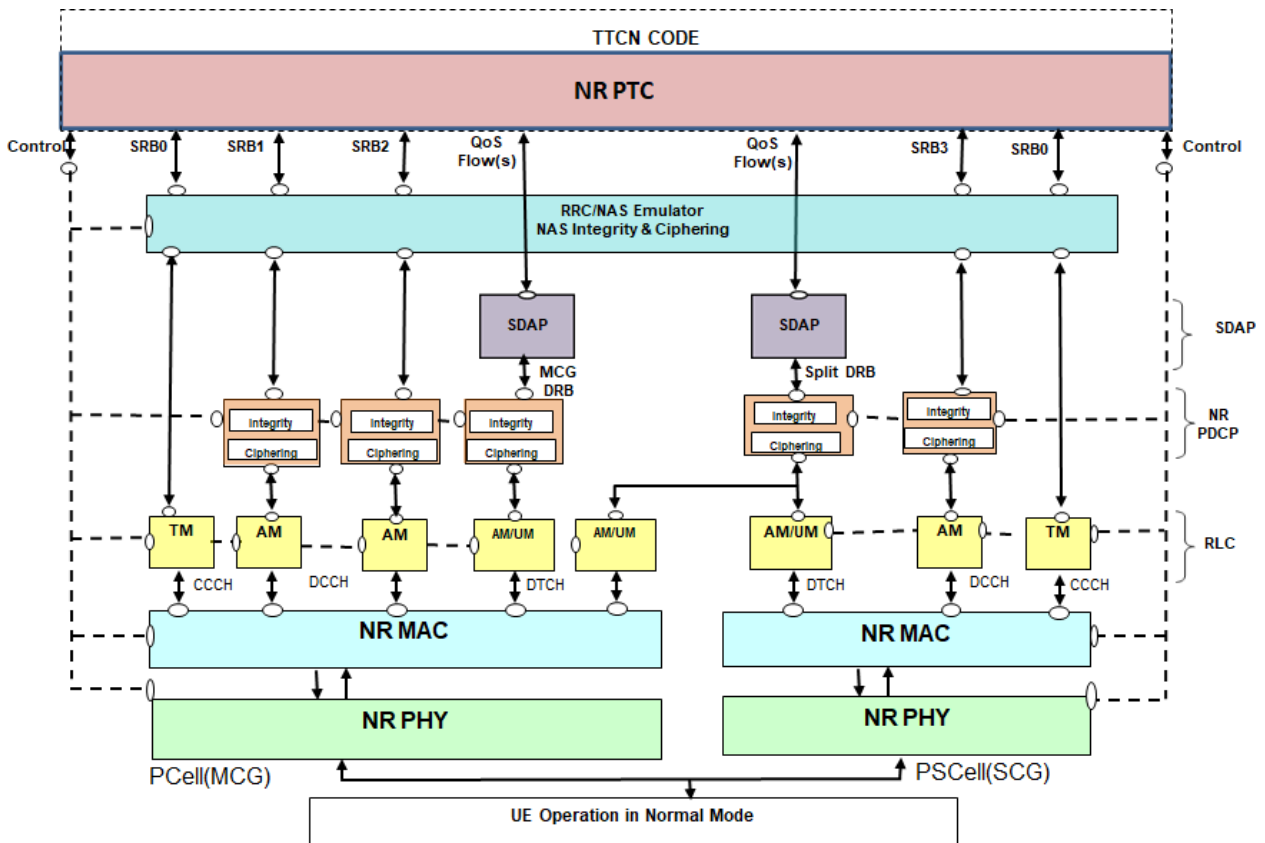 TTCN CODE
NR PTC
Control
SRB0
SRB1
SRB2
QoS
Flow(s)
QoS
Flow(s)
SRB3
SRB0
Control
RRC/NAS Emulator
NAS Integrity & Ciphering
SDAP
SDAP
SDAP
MCG
DRB
Split DRB
Integrity
Ciphering
Integrity
Ciphering
Integrity
Ciphering
Integrity
Ciphering
Integrity
Ciphering
NR
PDCP
TM
AM
AM
AM/UM
AM/UM
AM/UM
AM
TM
RLC
CCCH
DCCH
DTCH
DTCH
DCCH
CCCH
NR MAC
NR MAC
NR PHY
NR PHY
PCell(MCG)
PSCell(SCG)
UE Operation in Normal Mode